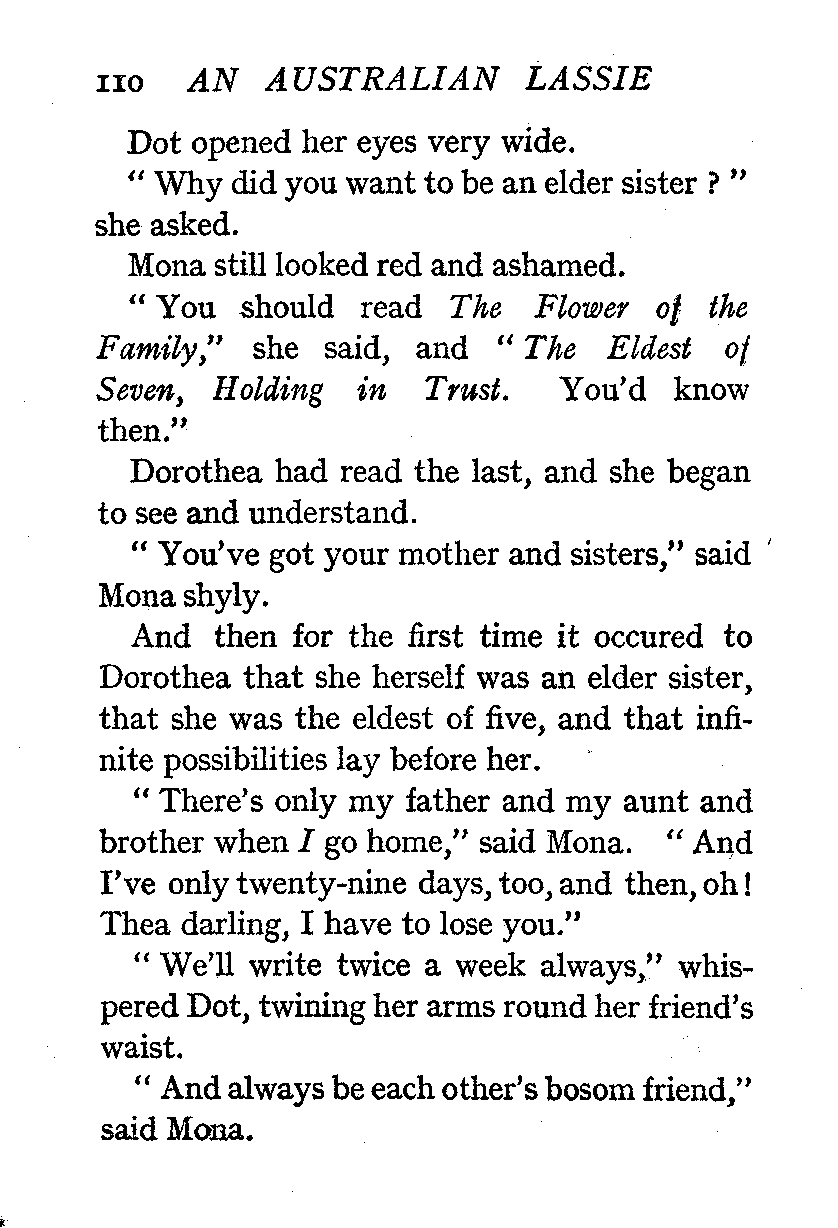 110 AN AUSTRALIAN LASSIE
Dot opened her eyes very wide.
" Why did you want to be an elder sister ? "
she asked.
Mona still looked red and ashamed.
" You should read The Flower of the
Family," she said, and " The Eldest of
Seven, Holding in Trust. You'd know
then."
Dorothea had read the last, and she began
to see and understand.
" You've got your mother and sisters," said
Mona shyly.
And then for the first time it occured to
Dorothea that she herself was an elder sister,
that she was the eldest of five, and that infi-
nite possibilities lay before her.
" There's only my father and my aunt and
brother when I go home," said Mona. " And
I've only twenty-nine days, too, and then, oh!
Thea darling, I have to lose you."
" We'll write twice a week always," whis-
pered Dot, twining her arms round her friend's
waist.
" And always be each other's bosom friend,"
said Mona.